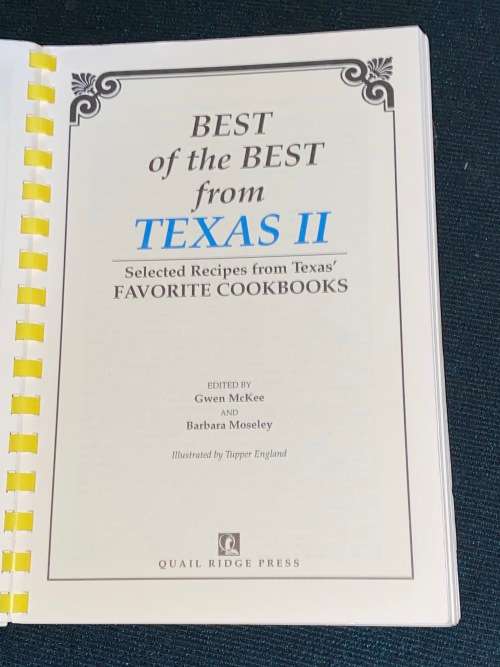 BEST
of the BEST
from
TEXAS II
Selected Recipes from Texas'
FAVORITE COOKBOOKS
EDITED BY
Gwen McKee
AND
Barbara Moseley
Illustrated by Tupper England
QUAIL RIDGE PRESS